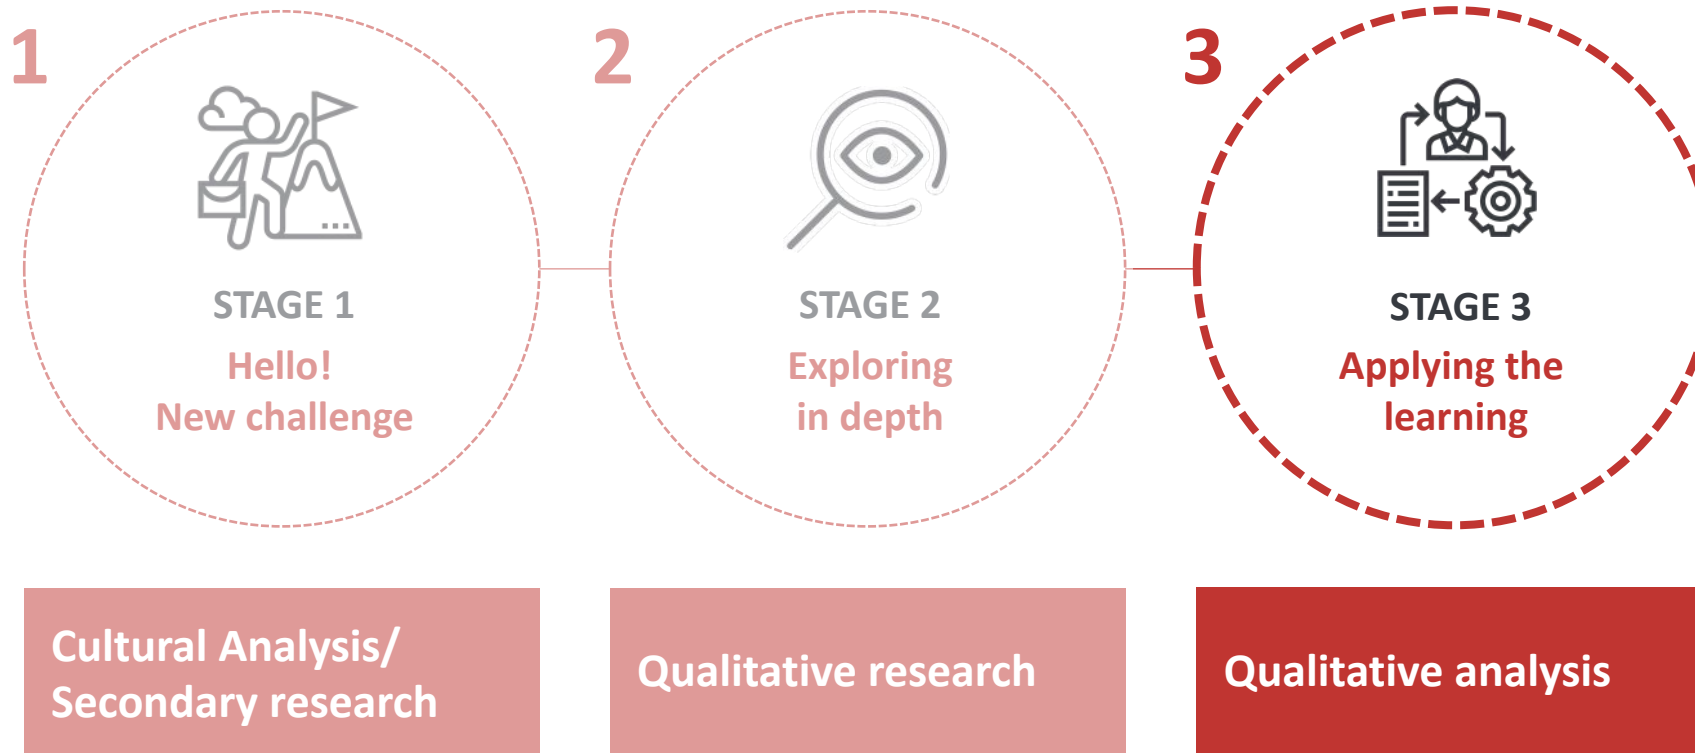 1
STAGE 1
Hello!
New challenge
Cultural Analysis/
Secondary research
2
STAGE 2
Exploring
in depth
Qualitative research
3
STAGE 3
Applying the
learning
Qualitative analysis